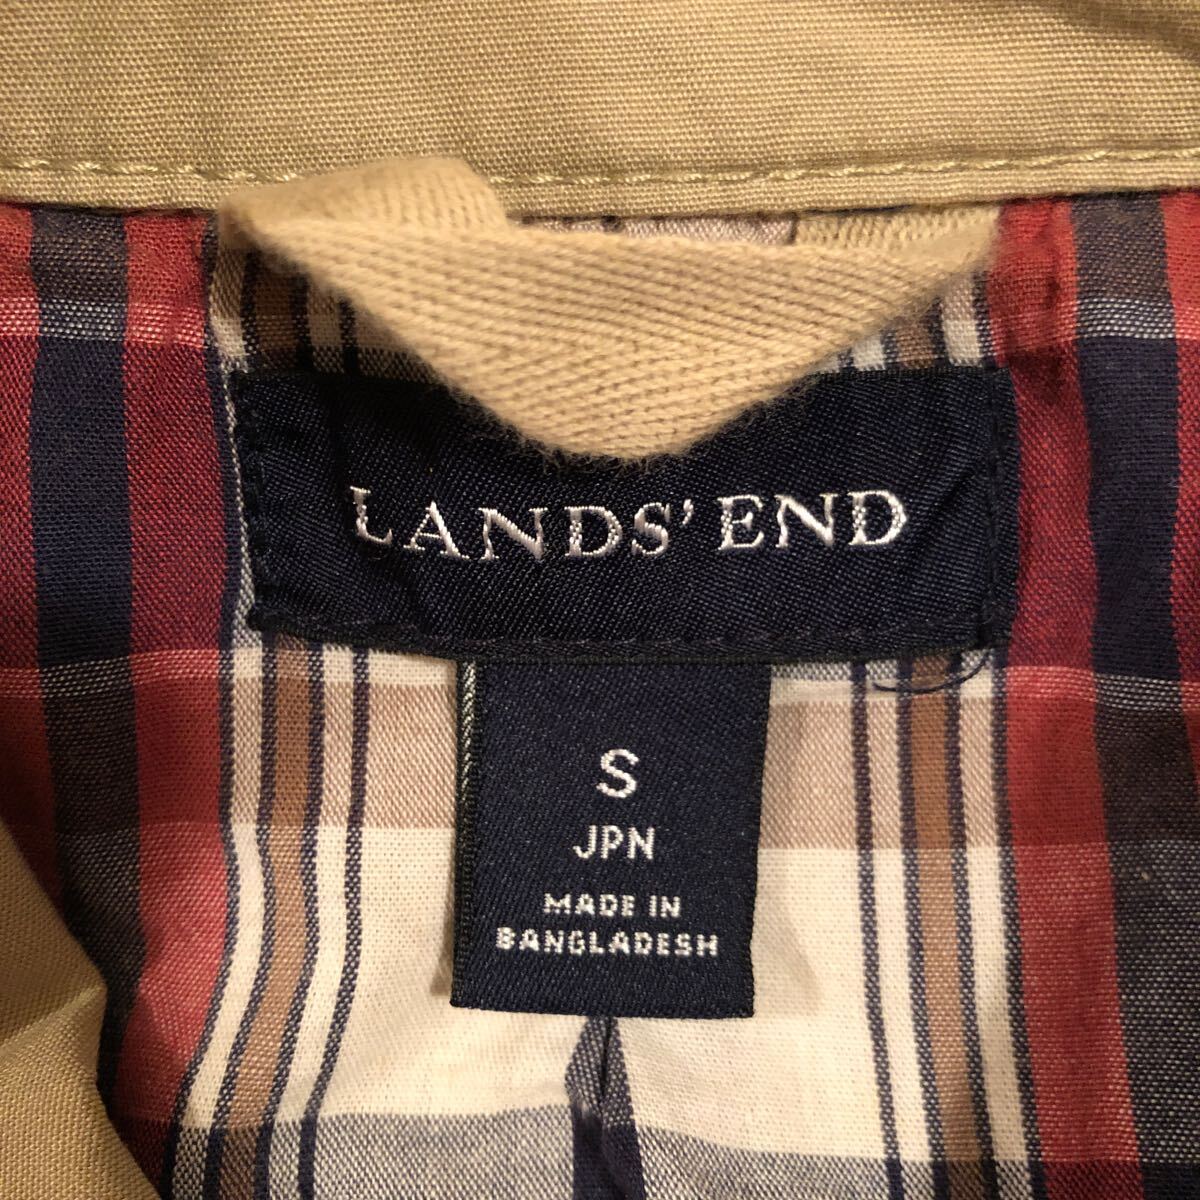 LANDS' END
S
JPN
MADE IN
BANGLADESH